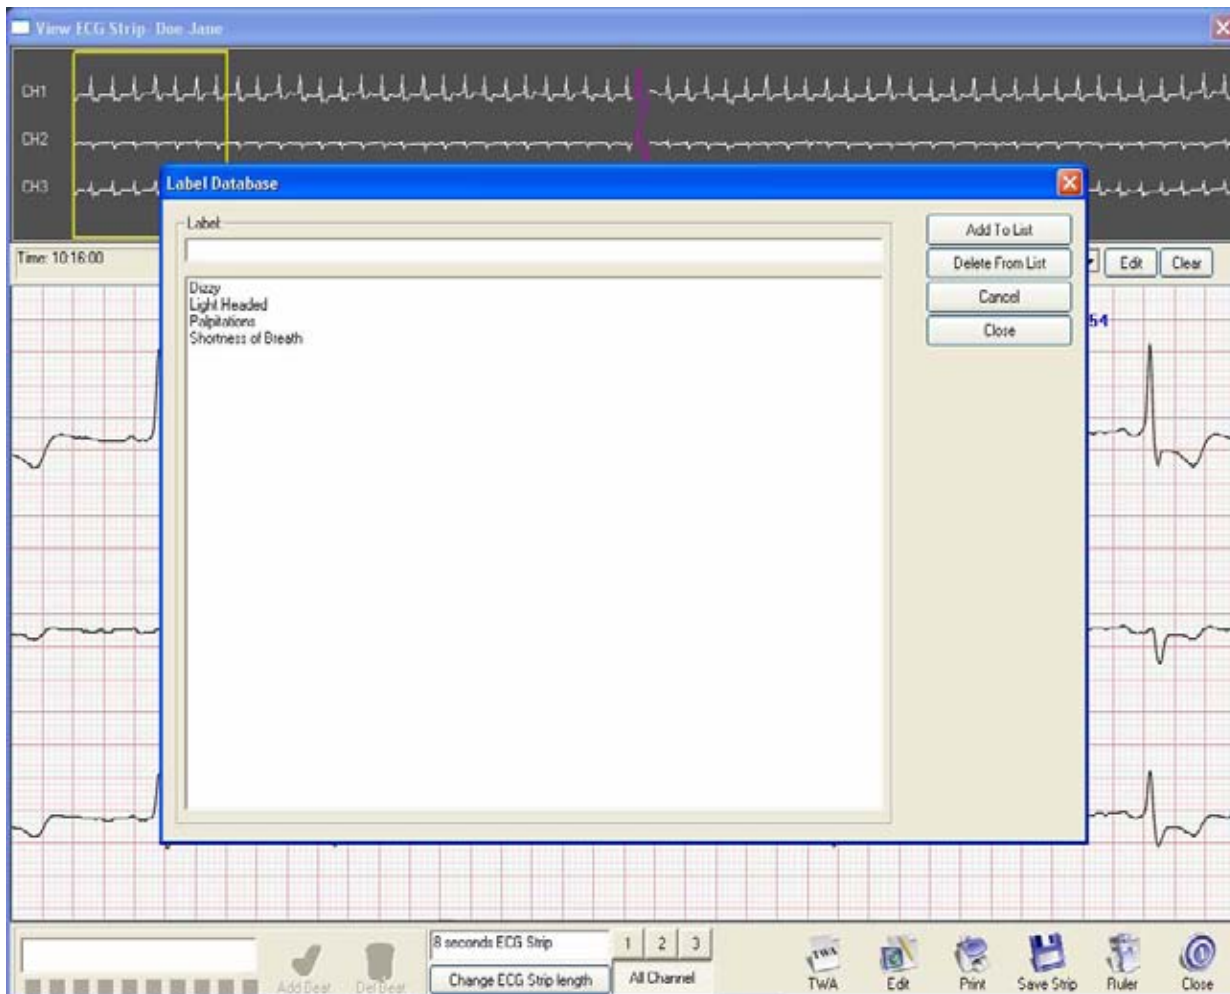 View ECG Strip Doe Jane
CH1
CH2
CH3
Label Database
Label:
Add To List
Delete From List
Cancel
Close
Dizzy
Light Headed
Palpitations
Shortness of Breath
Time: 10:16:00
Edit
Clear
54
8 seconds ECG Strip
1 2 3
Add Beat
Del Beat
Change ECG Strip length
All Channel
TWA
TWA
Edit
Print
Save Strip
Ruler
Close